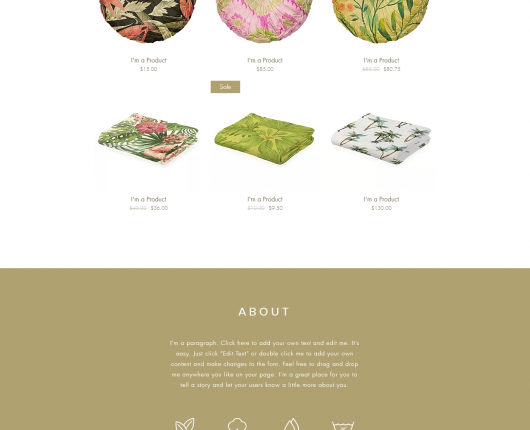 I'm a Product I'm a Product I'm a Product
$15.00 $85.00 $80.75
Sale
I'm a Product I'm a Product I'm a Product
$40.00 $36.00 $10.00 $9.50 $130.00
ABOUT
I'm a paragraph. Click here to add your own text and edit me. It's
easy. Just click "Edit Text" or double click me to add your own
content and make changes to the font. Feel free to drag and drop
me anywhere you like on your page. I'm a great place for you to
tell a story and let your users know a little more about you.